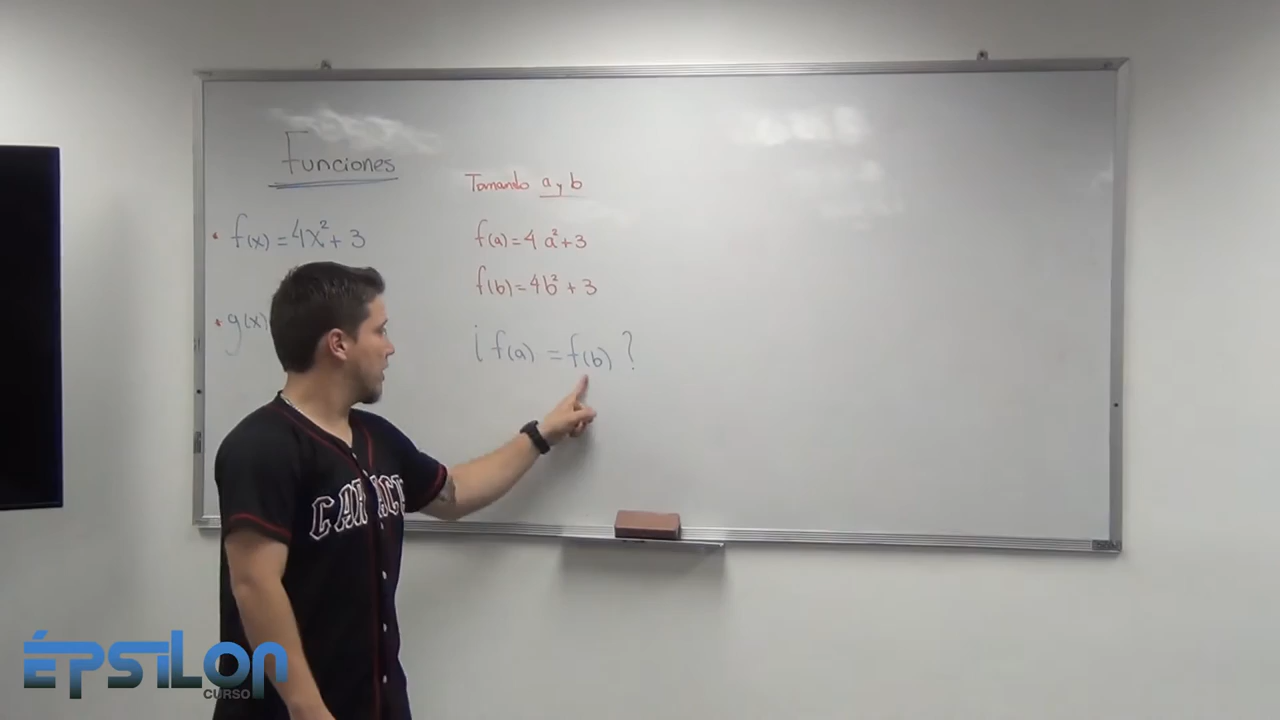 Funciones
• f(x) = 4x² + 3
• g(x)
Tomando a y b
f(a) = 4a² + 3
f(b) = 4b² + 3
¿ f(a) = f(b) ?
ÉPSILON
CURSO